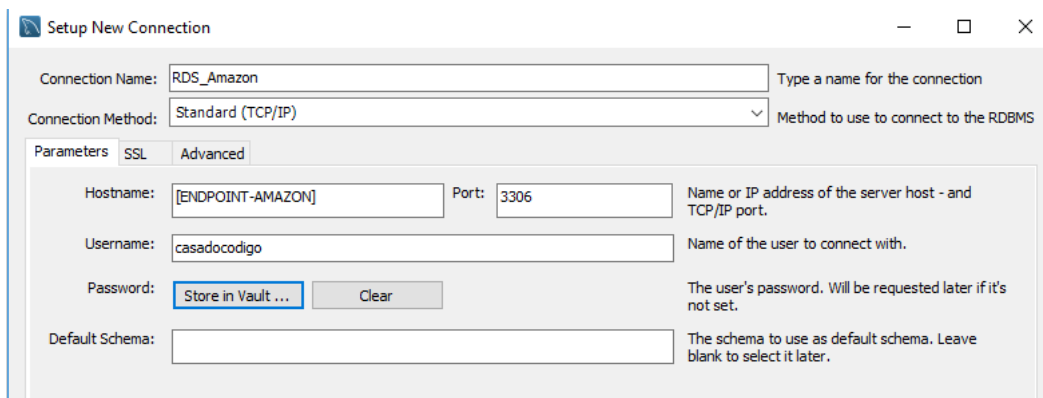 Setup New Connection
Connection Name: RDS_Amazon Type a name for the connection
Connection Method: Standard (TCP/IP) Method to use to connect to the RDBMS
Parameters SSL Advanced
Hostname: [ENDPOINT-AMAZON] Port: 3306 Name or IP address of the server host - and
TCP/IP port.
Username: casadocodigo Name of the user to connect with.
Password: Store in Vault ... Clear The user's password. Will be requested later if it's
not set.
Default Schema: The schema to use as default schema. Leave
blank to select it later.